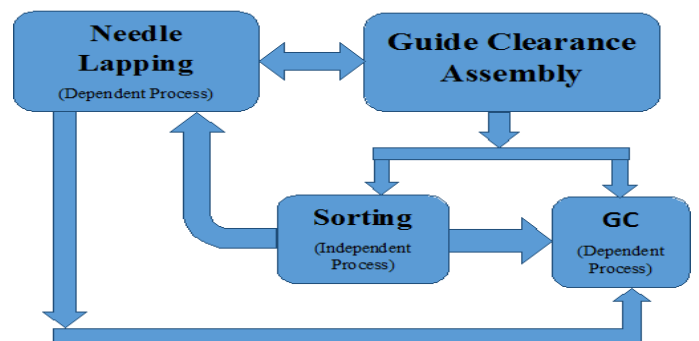 Needle
Lapping
(Dependent Process)
Guide Clearance
Assembly
Sorting
(Independent
Process)
GC
(Dependent
Process)